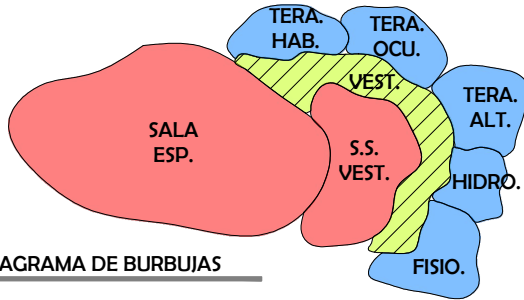 TERA.
HAB.
TERA.
OCU.
VEST.
TERA.
ALT.
SALA
ESP.
S.S.
VEST.
HIDRO.
FISIO.
AGRAMA DE BURBUJAS